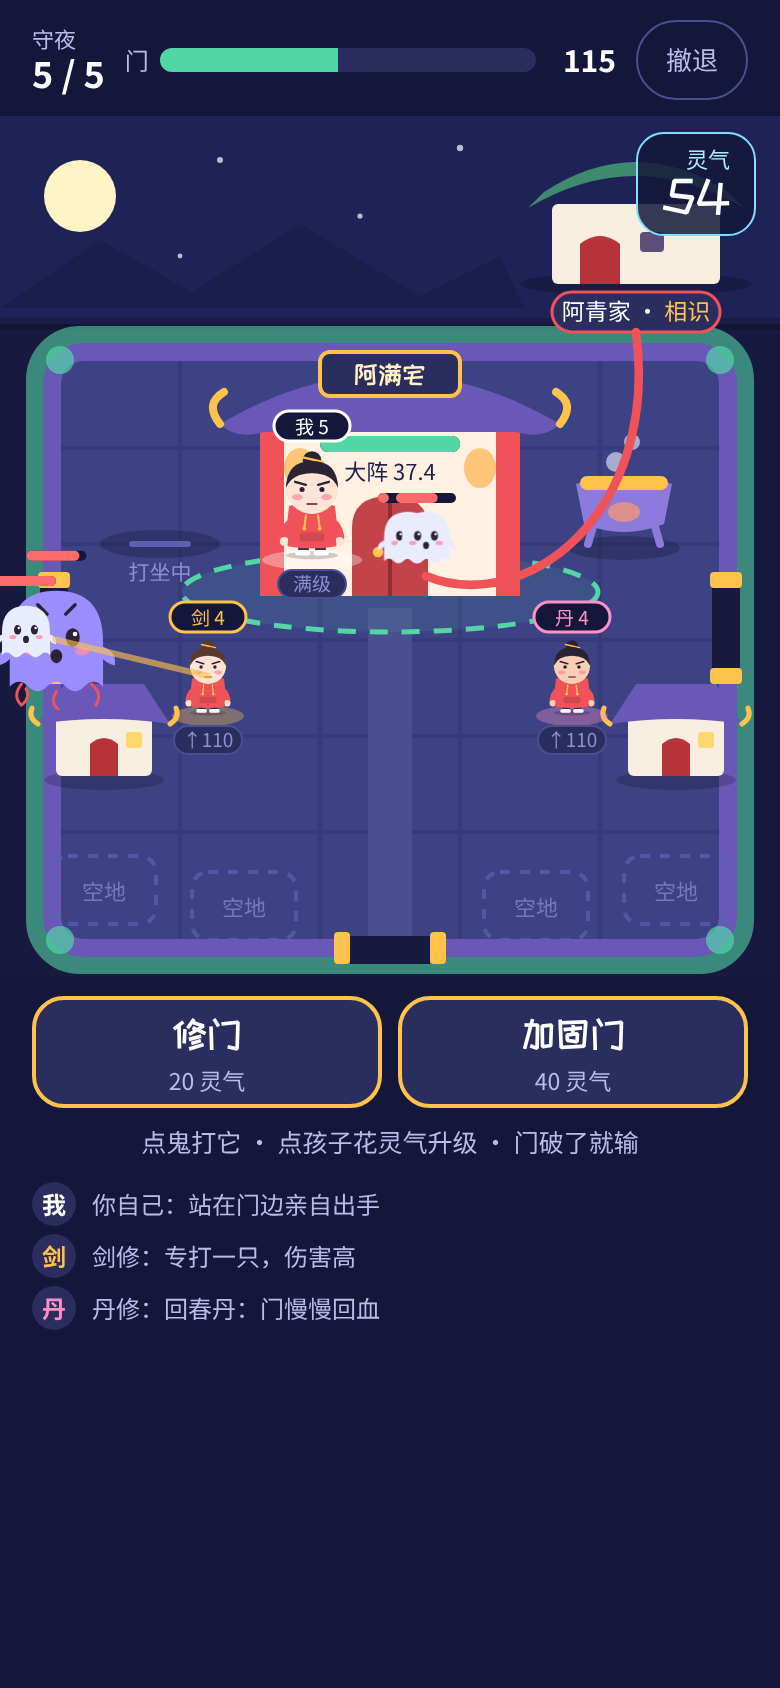 守夜
5 / 5
门
115
撤退
灵气
54
阿青家 · 相识
阿满宅
我 5
大阵 37.4
打坐中
满级
剑 4
丹 4
↑110
↑110
空地
空地
空地
空地
修门
20 灵气
加固门
40 灵气
点鬼打它 · 点孩子花灵气升级 · 门破了就输
我 你自己：站在门边亲自出手
剑 剑修：专打一只，伤害高
丹 丹修：回春丹：门慢慢回血